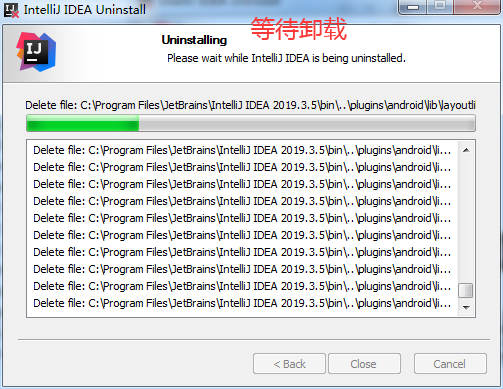 IntelliJ IDEA Uninstall
等待卸载
Uninstalling
Please wait while IntelliJ IDEA is being uninstalled.
IJ
Delete file: C:\Program Files\JetBrains\IntelliJ IDEA 2019.3.5\bin\..\plugins\android\lib\layoutli
Delete file: C:\Program Files\JetBrains\IntelliJ IDEA 2019.3.5\bin\..\plugins\android\li...
Delete file: C:\Program Files\JetBrains\IntelliJ IDEA 2019.3.5\bin\..\plugins\android\li...
Delete file: C:\Program Files\JetBrains\IntelliJ IDEA 2019.3.5\bin\..\plugins\android\li...
Delete file: C:\Program Files\JetBrains\IntelliJ IDEA 2019.3.5\bin\..\plugins\android\li...
Delete file: C:\Program Files\JetBrains\IntelliJ IDEA 2019.3.5\bin\..\plugins\android\li...
Delete file: C:\Program Files\JetBrains\IntelliJ IDEA 2019.3.5\bin\..\plugins\android\li...
Delete file: C:\Program Files\JetBrains\IntelliJ IDEA 2019.3.5\bin\..\plugins\android\li...
Delete file: C:\Program Files\JetBrains\IntelliJ IDEA 2019.3.5\bin\..\plugins\android\li...
Delete file: C:\Program Files\JetBrains\IntelliJ IDEA 2019.3.5\bin\..\plugins\android\li...
Delete file: C:\Program Files\JetBrains\IntelliJ IDEA 2019.3.5\bin\..\plugins\android\li...
< Back Close Cancel